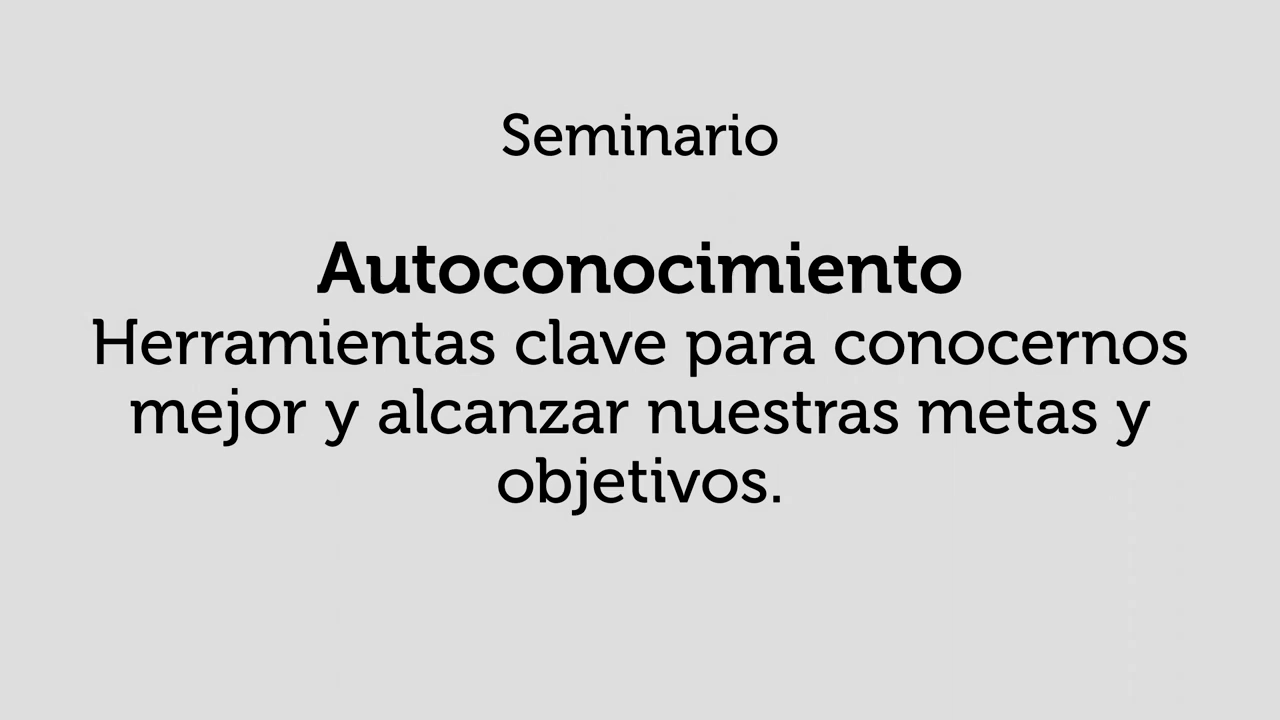 Seminario
Autoconocimiento
Herramientas clave para conocernos
mejor y alcanzar nuestras metas y
objetivos.